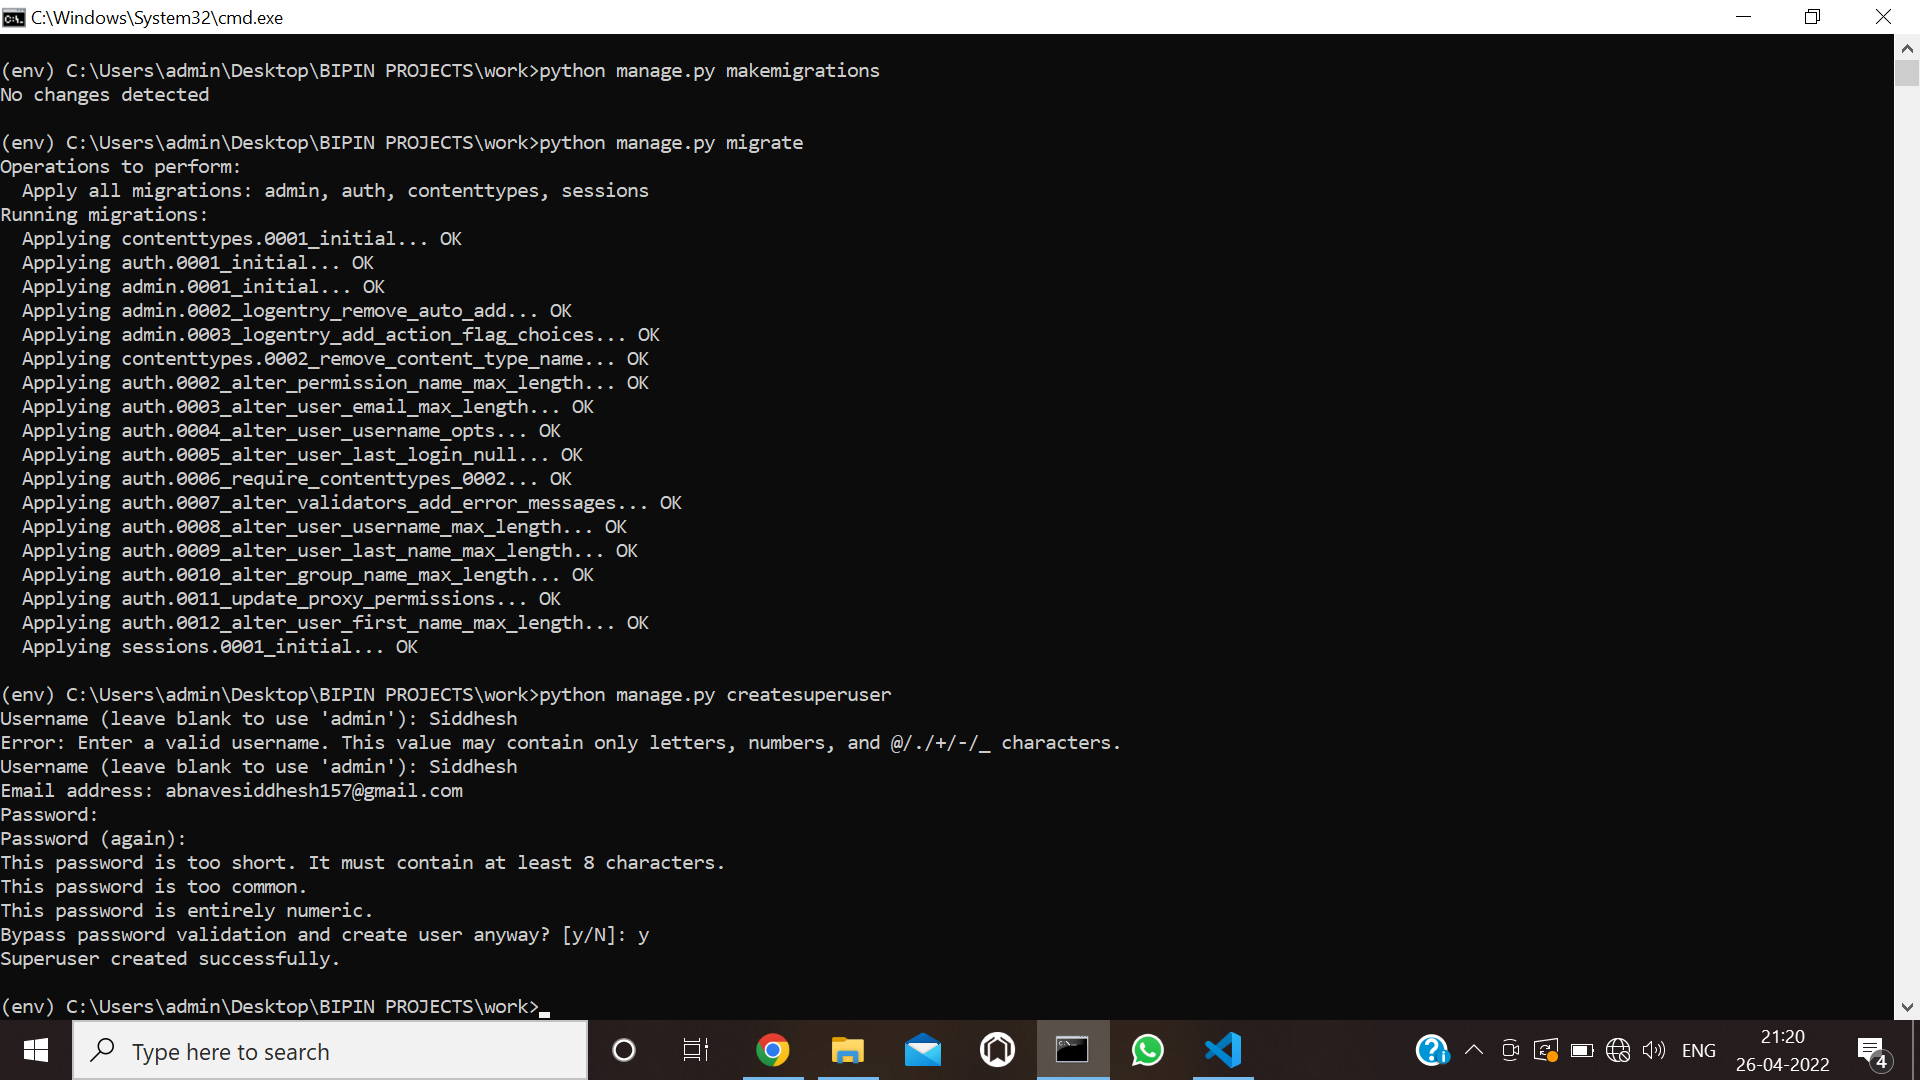 C:\Windows\System32\cmd.exe
(env) C:\Users\admin\Desktop\BIPIN PROJECTS\work>python manage.py makemigrations
No changes detected
(env) C:\Users\admin\Desktop\BIPIN PROJECTS\work>python manage.py migrate
Operations to perform:
  Apply all migrations: admin, auth, contenttypes, sessions
Running migrations:
  Applying contenttypes.0001_initial... OK
  Applying auth.0001_initial... OK
  Applying admin.0001_initial... OK
  Applying admin.0002_logentry_remove_auto_add... OK
  Applying admin.0003_logentry_add_action_flag_choices... OK
  Applying contenttypes.0002_remove_content_type_name... OK
  Applying auth.0002_alter_permission_name_max_length... OK
  Applying auth.0003_alter_user_email_max_length... OK
  Applying auth.0004_alter_user_username_opts... OK
  Applying auth.0005_alter_user_last_login_null... OK
  Applying auth.0006_require_contenttypes_0002... OK
  Applying auth.0007_alter_validators_add_error_messages... OK
  Applying auth.0008_alter_user_username_max_length... OK
  Applying auth.0009_alter_user_last_name_max_length... OK
  Applying auth.0010_alter_group_name_max_length... OK
  Applying auth.0011_update_proxy_permissions... OK
  Applying auth.0012_alter_user_first_name_max_length... OK
  Applying sessions.0001_initial... OK
(env) C:\Users\admin\Desktop\BIPIN PROJECTS\work>python manage.py createsuperuser
Username (leave blank to use 'admin'): Siddhesh
Error: Enter a valid username. This value may contain only letters, numbers, and @/./+/-/_ characters.
Username (leave blank to use 'admin'): Siddhesh
Email address: abnavesiddhesh157@gmail.com
Password:
Password (again):
This password is too short. It must contain at least 8 characters.
This password is too common.
This password is entirely numeric.
Bypass password validation and create user anyway? [y/N]: y
Superuser created successfully.
(env) C:\Users\admin\Desktop\BIPIN PROJECTS\work>
Type here to search
ENG
21:20
26-04-2022
4